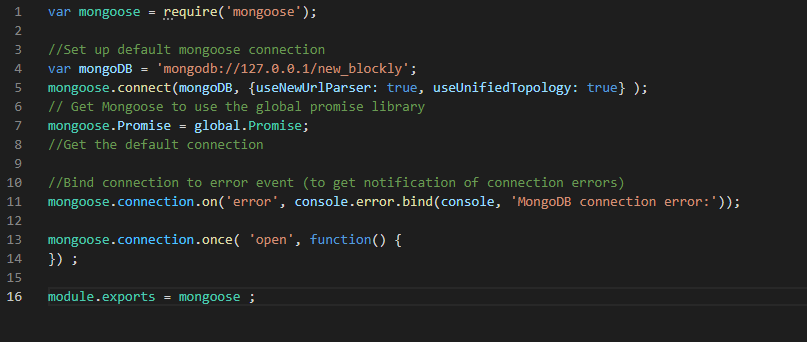 1 var mongoose = require('mongoose');
2
3 //Set up default mongoose connection
4 var mongoDB = 'mongodb://127.0.0.1/new_blockly';
5 mongoose.connect(mongoDB, {useNewUrlParser: true, useUnifiedTopology: true} );
6 // Get Mongoose to use the global promise library
7 mongoose.Promise = global.Promise;
8 //Get the default connection
9
10 //Bind connection to error event (to get notification of connection errors)
11 mongoose.connection.on('error', console.error.bind(console, 'MongoDB connection error:'));
12
13 mongoose.connection.once( 'open', function() {
14 }) ;
15
16 module.exports = mongoose ;